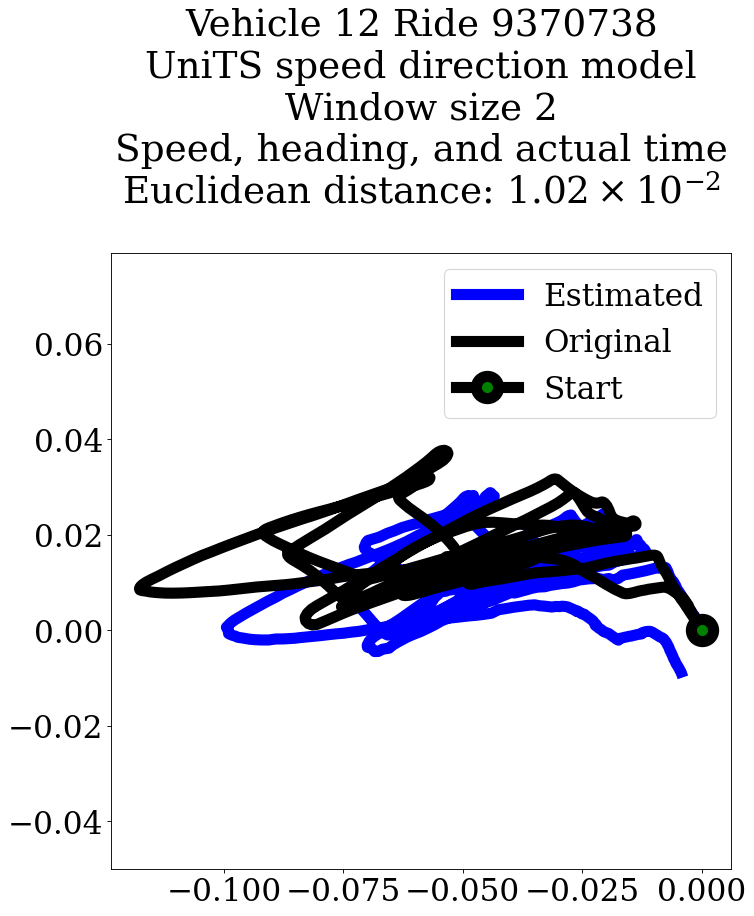 Vehicle 12 Ride 9370738
UniTS speed direction model
Window size 2
Speed, heading, and actual time
Euclidean distance: 1.02 × 10⁻²
Estimated
Original
Start
0.06
0.04
0.02
0.00
−0.02
−0.04
−0.100 −0.075 −0.050 −0.025 0.000